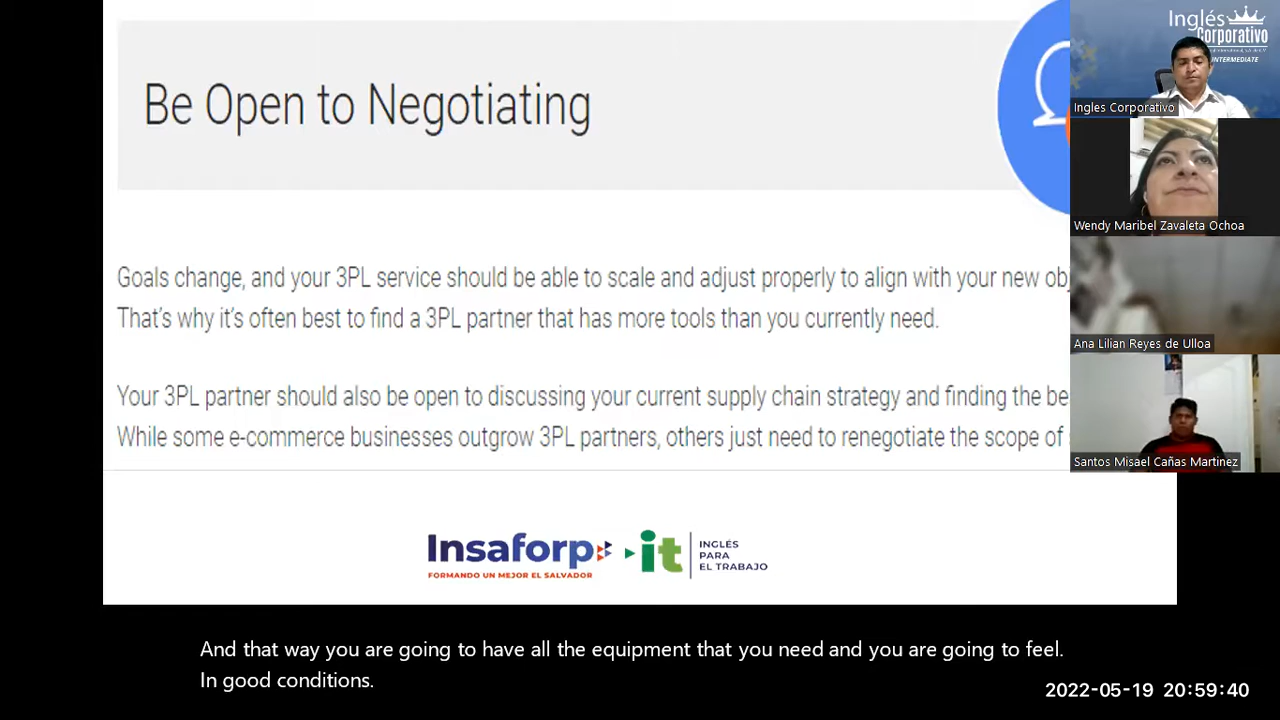 Be Open to Negotiating
Goals change, and your 3PL service should be able to scale and adjust properly to align with your new
That's why it's often best to find a 3PL partner that has more tools than you currently need.
Your 3PL partner should also be open to discussing your current supply chain strategy and finding the
While some e-commerce businesses outgrow 3PL partners, others just need to renegotiate the scope of
Insaforp
FORMANDO UN MEJOR EL SALVADOR
it
INGLÉS
PARA
EL TRABAJO
And that way you are going to have all the equipment that you need and you are going to feel.
In good conditions.
2022-05-19 20:59:40
Inglés
Corporativo
INTERMEDIATE
Ingles Corporativo
Wendy Maribel Zavaleta Ochoa
Ana Lilian Reyes de Ulloa
Santos Misael Cañas Martinez